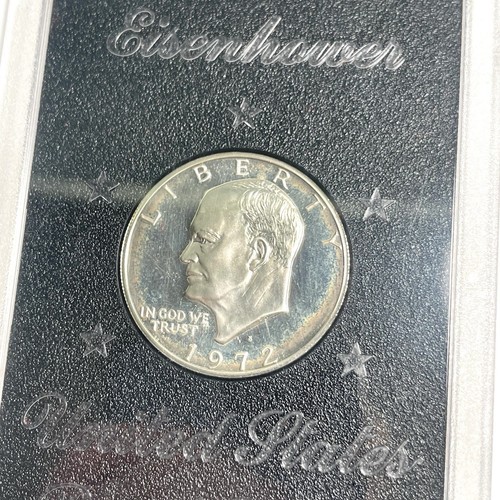 Eisenhower
LIBERTY
IN GOD WE
TRUST
S
1972
United States